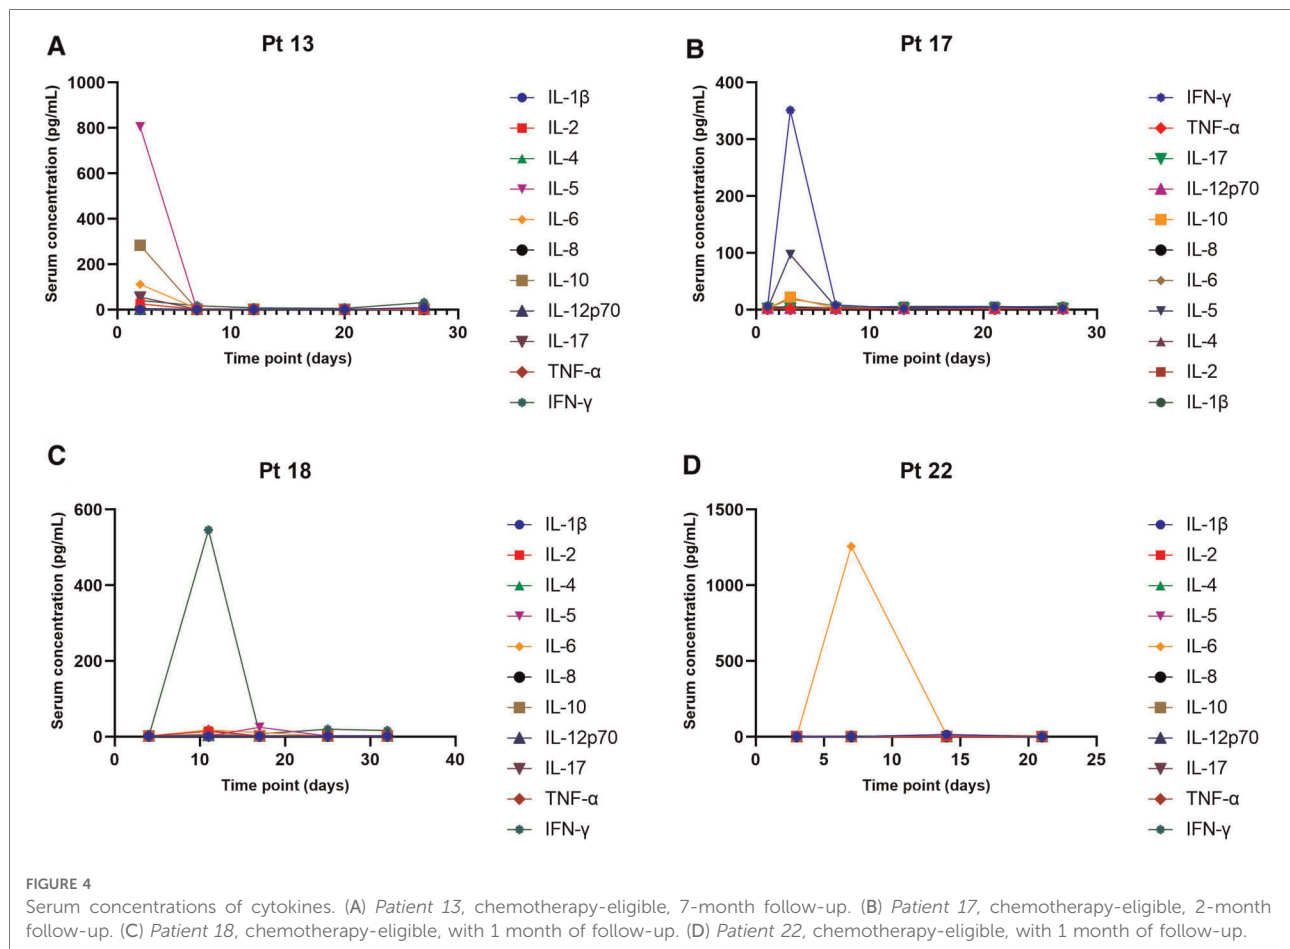 A
Pt 13
Serum concentration (pg/mL)
1000
800
600
400
200
0
0
10
20
30
Time point (days)
IL-1β
IL-2
IL-4
IL-5
IL-6
IL-8
IL-10
IL-12p70
IL-17
TNF-α
IFN-γ
B
Pt 17
Serum concentration (pg/mL)
400
300
200
100
0
0
10
20
30
Time point (days)
IFN-γ
TNF-α
IL-17
IL-12p70
IL-10
IL-8
IL-6
IL-5
IL-4
IL-2
IL-1β
C
Pt 18
Serum concentration (pg/mL)
600
400
200
0
0
10
20
30
40
Time point (days)
IL-1β
IL-2
IL-4
IL-5
IL-6
IL-8
IL-10
IL-12p70
IL-17
TNF-α
IFN-γ
D
Pt 22
Serum concentration (pg/mL)
1500
1000
500
0
0
5
10
15
20
25
Time point (days)
IL-1β
IL-2
IL-4
IL-5
IL-6
IL-8
IL-10
IL-12p70
IL-17
TNF-α
IFN-γ
FIGURE 4
Serum concentrations of cytokines. (A) Patient 13, chemotherapy-eligible, 7-month follow-up. (B) Patient 17, chemotherapy-eligible, 2-month
follow-up. (C) Patient 18, chemotherapy-eligible, with 1 month of follow-up. (D) Patient 22, chemotherapy-eligible, with 1 month of follow-up.